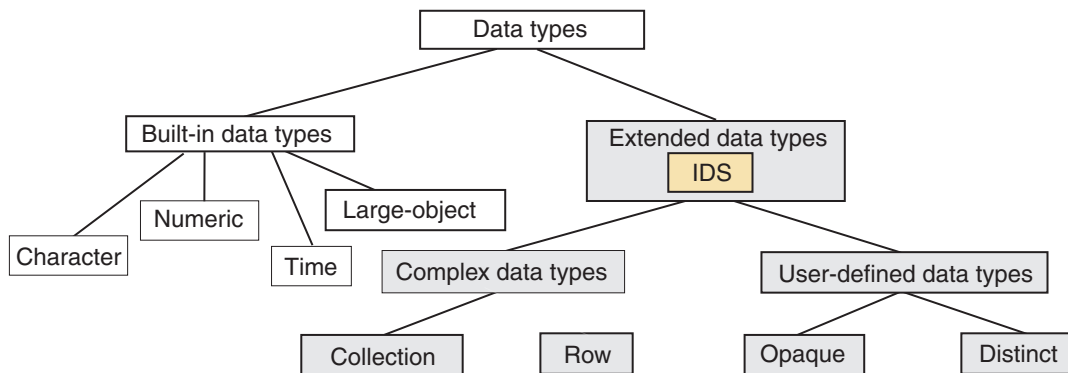 Data types
Built-in data types
Extended data types
IDS
Character
Numeric
Time
Large-object
Complex data types
User-defined data types
Collection
Row
Opaque
Distinct